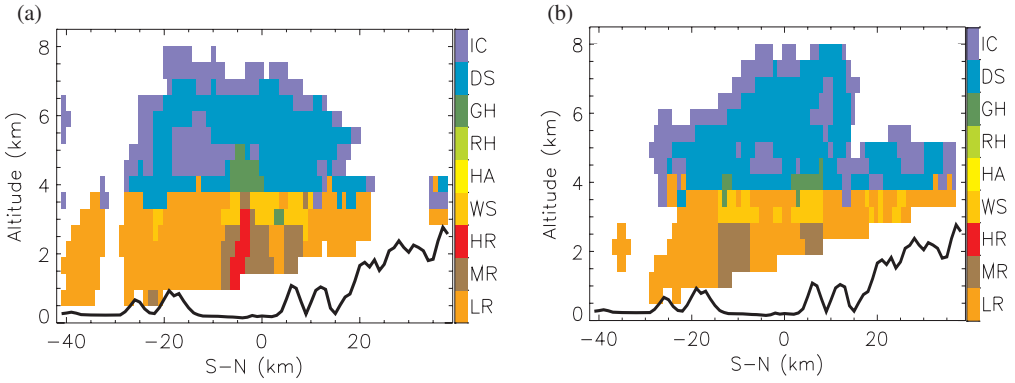 (a)
8
6
4
2
0
Altitude (km)
−40
−20
0
20
S−N (km)
IC
DS
GH
RH
HA
WS
HR
MR
LR
(b)
8
6
4
2
0
Altitude (km)
−40
−20
0
20
S−N (km)
IC
DS
GH
RH
HA
WS
HR
MR
LR